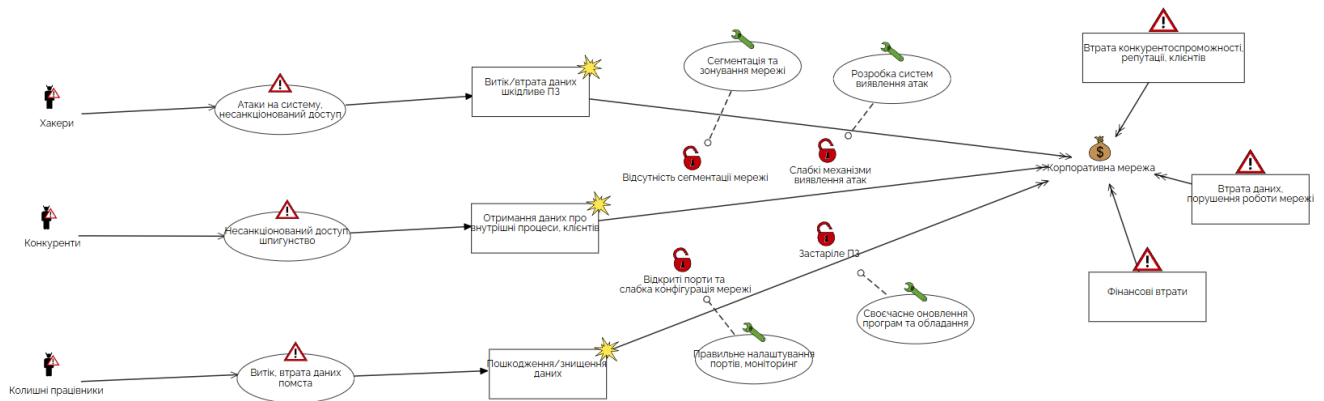 Хакери
Атаки на систему,
несанкціонований доступ
Витік/втрата даних
шкідливе ПЗ
Сегментація та
зонування мережі
Розробка систем
виявлення атак
Втрата конкурентоспроможності,
репутації, клієнтів
Відсутність сегментації мережі
Слабкі механізми
виявлення атак
Корпоративна мережа
Втрата даних,
порушення роботи мережі
Конкуренти
Несанкціонований доступ
шпигунство
Отримання даних про
внутрішні процеси, клієнтів
Застаріле ПЗ
Відкриті порти та
слабка конфігурація мережі
Фінансові втрати
Своєчасне оновлення
програм та обладання
Правильне налаштування
портів, моніторинг
Колишні працівники
Витік, втрата даних
помста
Пошкодження/знищення
даних